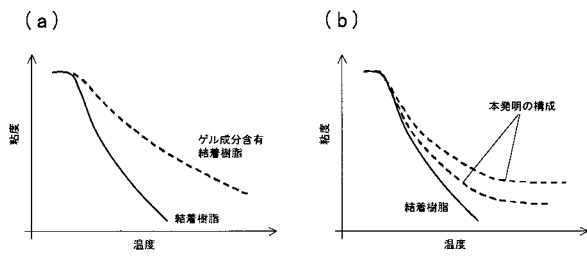 (a)
粘度
ゲル成分含有
結着樹脂
結着樹脂
温度
(b)
粘度
本発明の構成
結着樹脂
温度